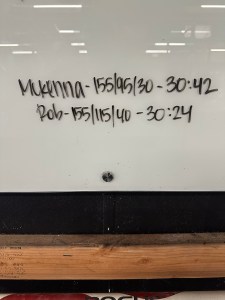 Mckenna - 155/95/30 - 30:42
Rob - 155/115/40 - 30:24